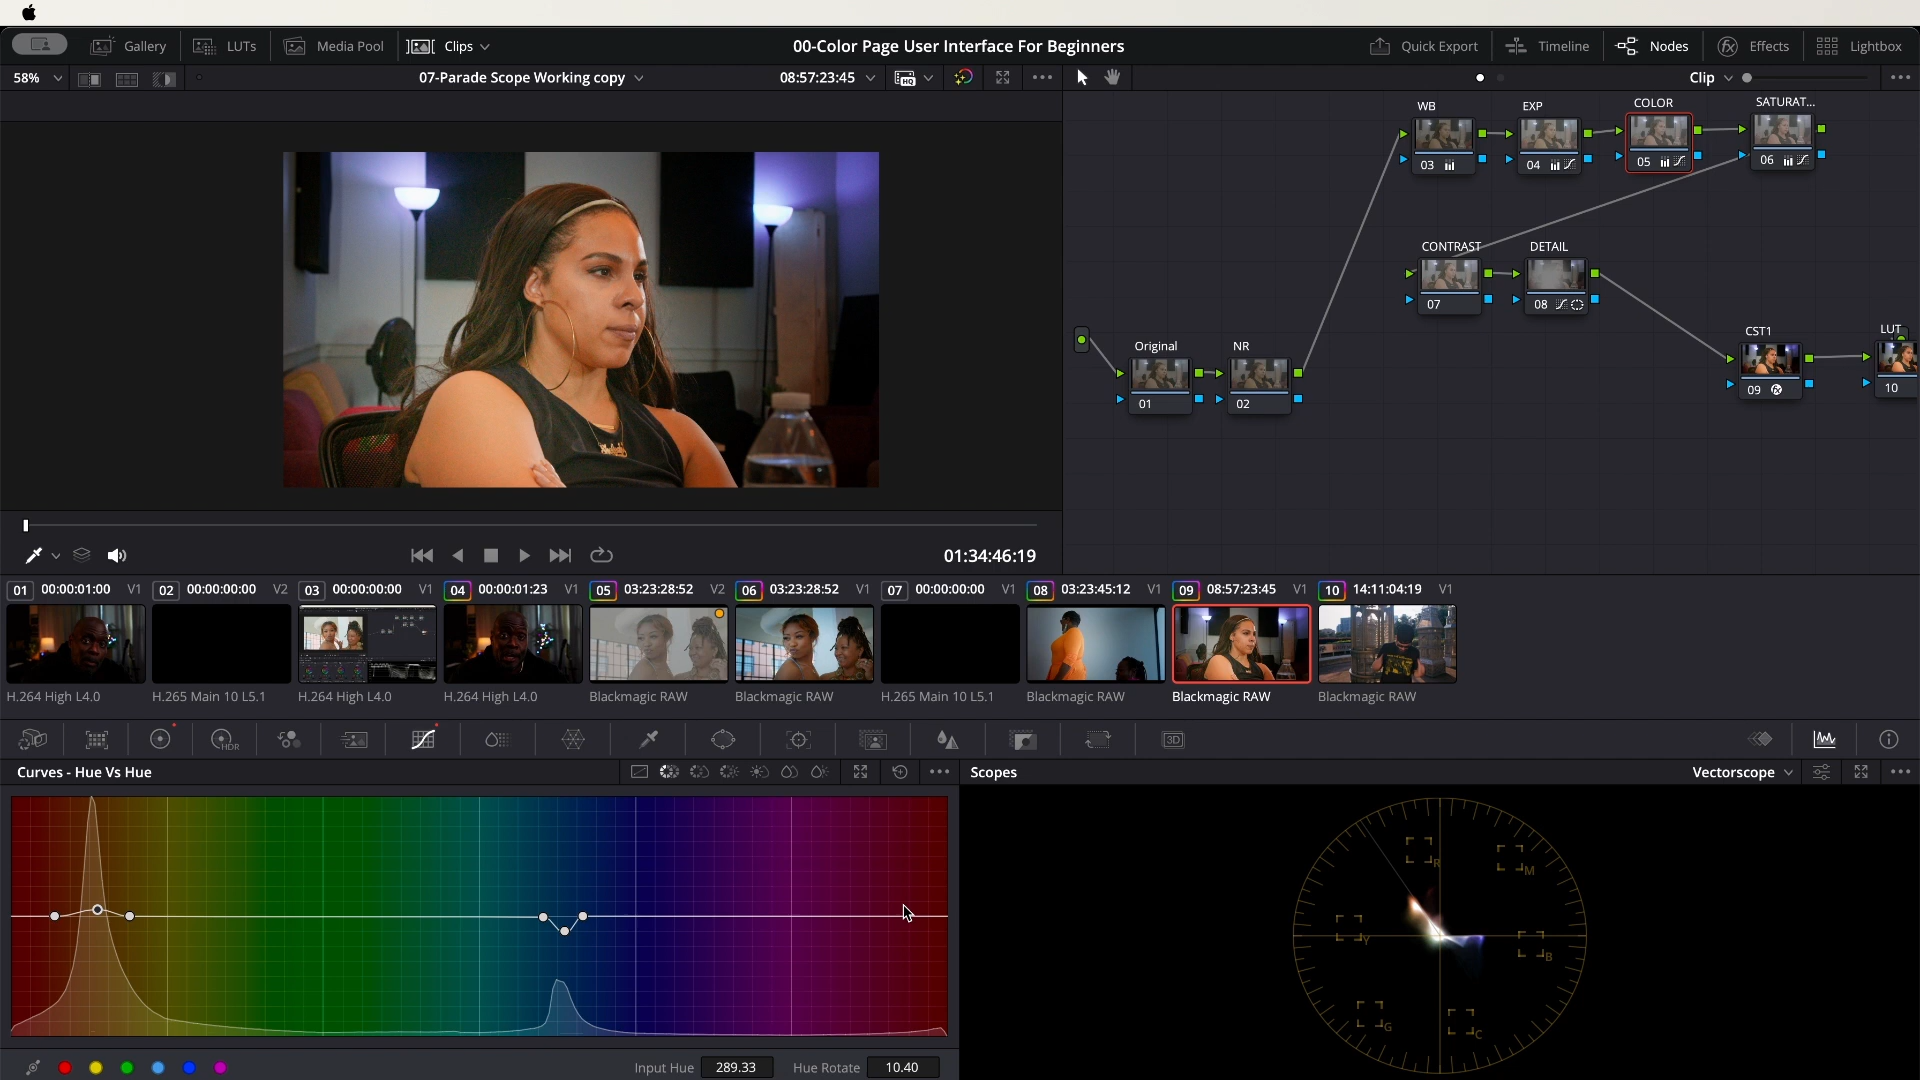 Gallery LUTs Media Pool Clips 00-Color Page User Interface For Beginners Quick Export Timeline Nodes Effects Lightbox
58% 07-Parade Scope Working copy 08:57:23:45 HQ Clip
WB EXP COLOR SATURAT...
03 04 05 06
CONTRAST DETAIL
07 08
Original NR CST1 LUT
01 02 09 10
01:34:46:19
01 00:00:01:00 V1 02 00:00:00:00 V2 03 00:00:00:00 V1 04 00:00:01:23 V1 05 03:23:28:52 V2 06 03:23:28:52 V1 07 00:00:00:00 V1 08 03:23:45:12 V1 09 08:57:23:45 V1 10 14:11:04:19 V1
H.264 High L4.0 H.265 Main 10 L5.1 H.264 High L4.0 H.264 High L4.0 Blackmagic RAW Blackmagic RAW H.265 Main 10 L5.1 Blackmagic RAW Blackmagic RAW Blackmagic RAW
HDR 3D
Curves - Hue Vs Hue Scopes Vectorscope
R M
Y B
G C
Input Hue 289.33 Hue Rotate 10.40